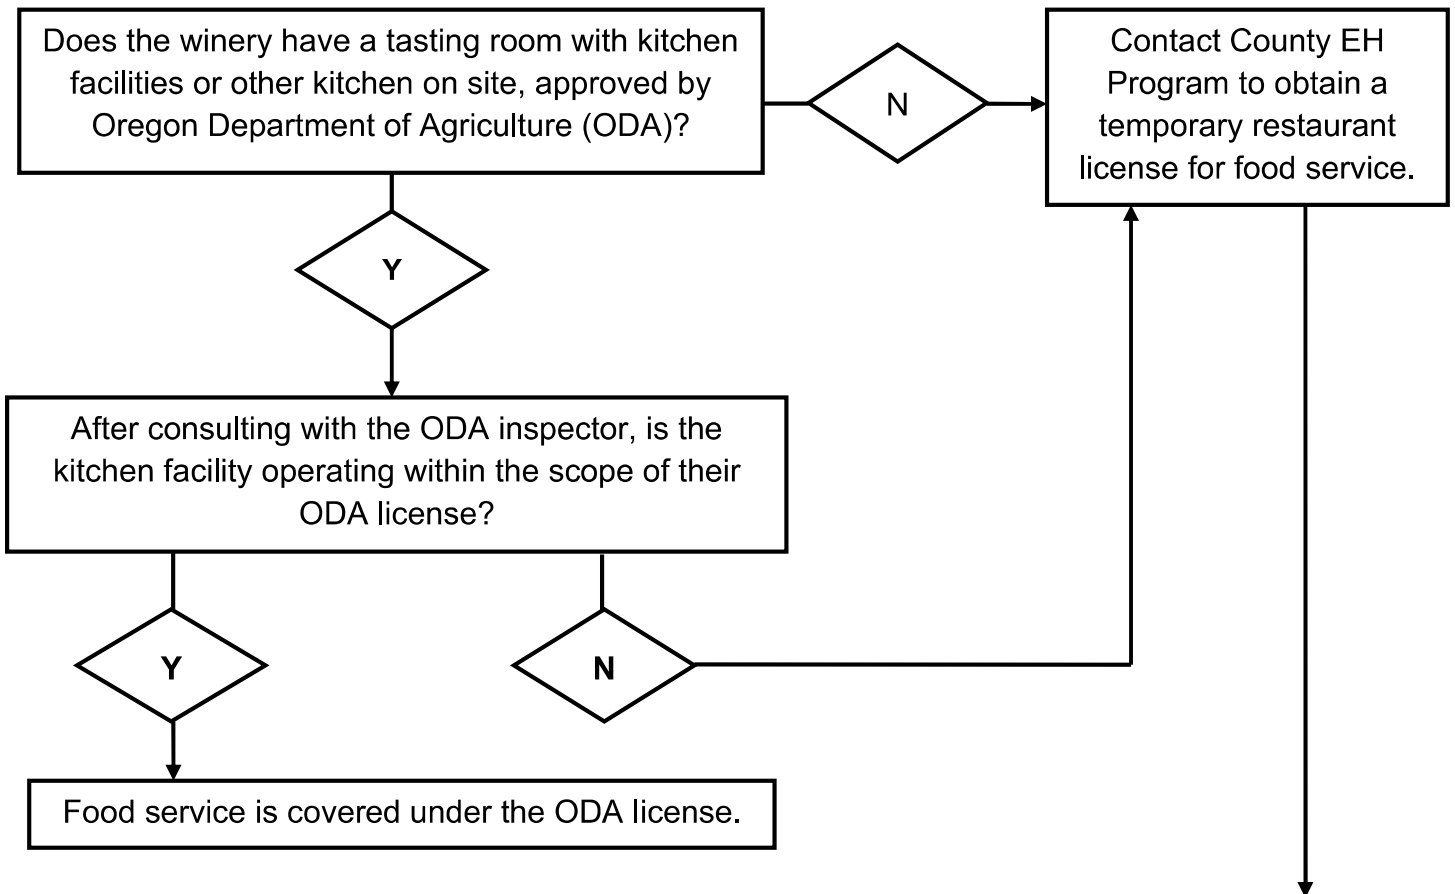 Does the winery have a tasting room with kitchen
facilities or other kitchen on site, approved by
Oregon Department of Agriculture (ODA)?
N
Contact County EH
Program to obtain a
temporary restaurant
license for food service.
Y
After consulting with the ODA inspector, is the
kitchen facility operating within the scope of their
ODA license?
Y
N
Food service is covered under the ODA license.